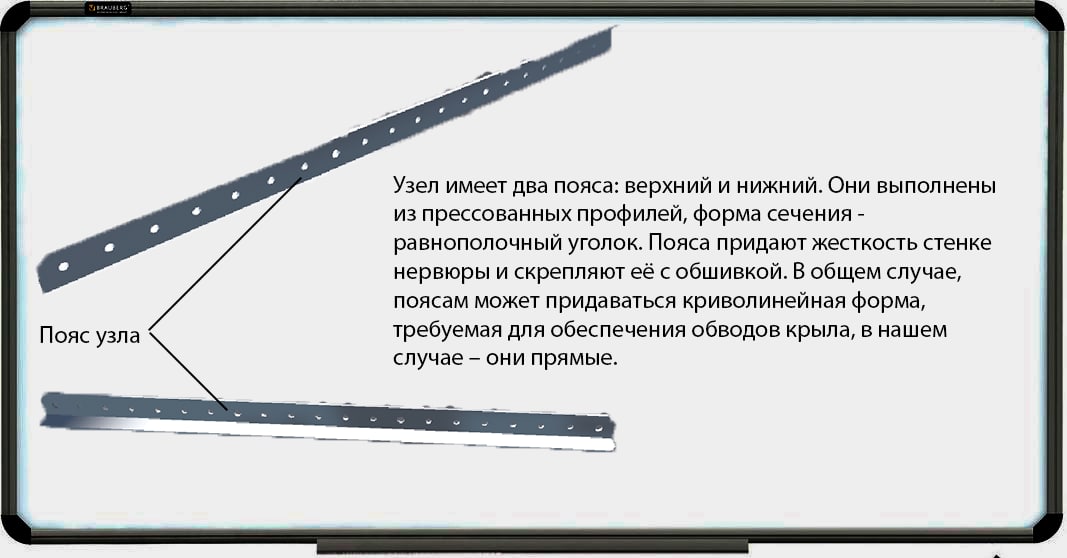 BRAUBERG
Узел имеет два пояса: верхний и нижний. Они выполнены
из прессованных профилей, форма сечения -
равнополочный уголок. Пояса придают жесткость стенке
нервюры и скрепляют её с обшивкой. В общем случае,
поясам может придаваться криволинейная форма,
требуемая для обеспечения обводов крыла, в нашем
случае – они прямые.
Пояс узла